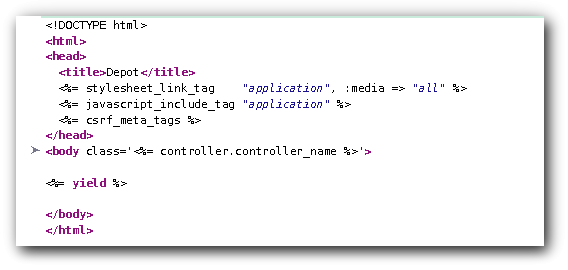 <!DOCTYPE html>
<html>
<head>
  <title>Depot</title>
  <%= stylesheet_link_tag    "application", :media => "all" %>
  <%= javascript_include_tag "application" %>
  <%= csrf_meta_tags %>
</head>
<body class='<%= controller.controller_name %>'>

<%= yield %>

</body>
</html>